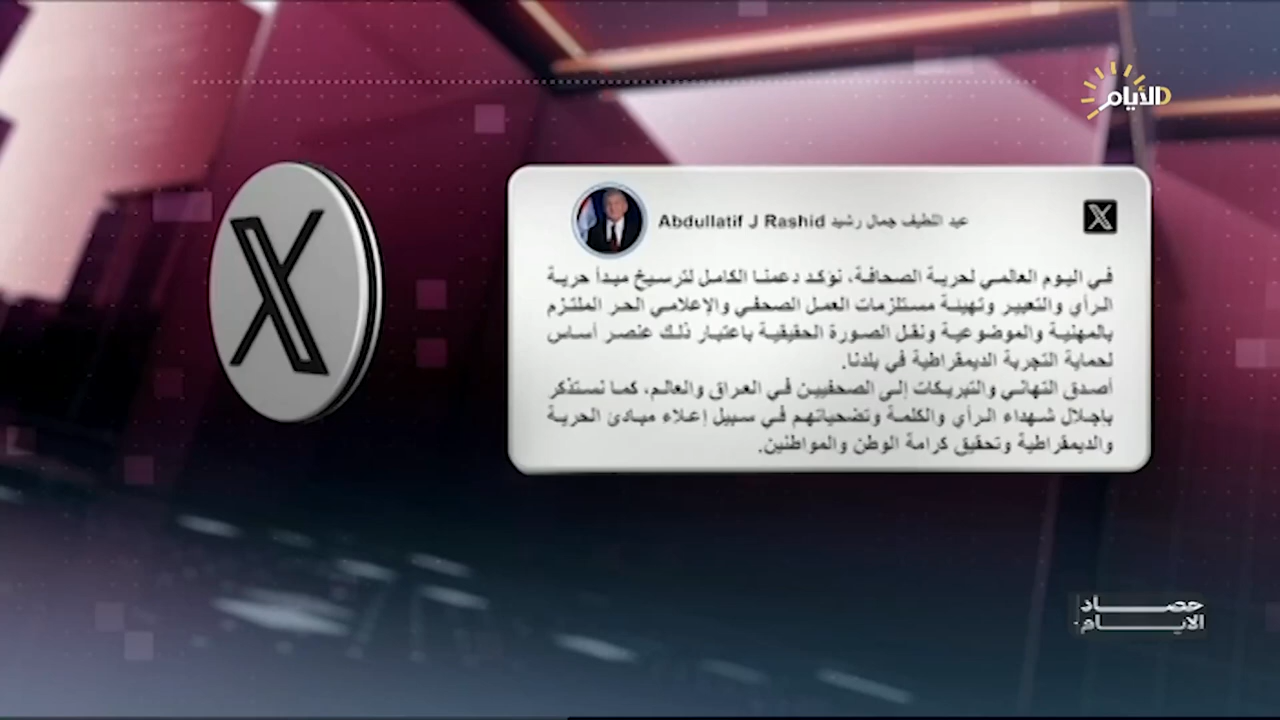 الأيام
عبد اللطيف جمال رشيد Abdullatif J Rashid
في اليوم العالمي لحرية الصحافة، نؤكد دعمنا الكامل لترسيخ مبدأ حرية
الرأي والتعبير وتهيئة مستلزمات العمل الصحفي والإعلامي الحر الملتزم
بالمهنية والموضوعية ونقل الصورة الحقيقية باعتبار ذلك عنصر أساس
لحماية التجربة الديمقراطية في بلدنا.
أصدق التهاني والتبريكات إلى الصحفيين في العراق والعالم، كما نستذكر
بإجلال شهداء الرأي والكلمة وتضحياتهم في سبيل إعلاء مبادئ الحرية
والديمقراطية وتحقيق كرامة الوطن والمواطنين.
حصاد
الايام